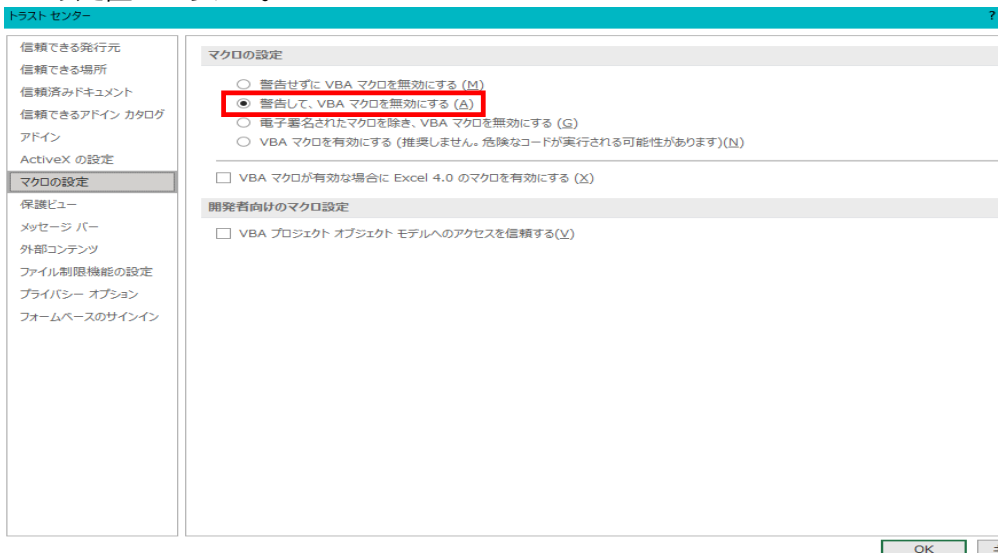 トラスト センター
?
信頼できる発行元
信頼できる場所
信頼済みドキュメント
信頼できるアドイン カタログ
アドイン
ActiveX の設定
マクロの設定
保護ビュー
メッセージ バー
外部コンテンツ
ファイル制限機能の設定
プライバシー オプション
フォームベースのサインイン
マクロの設定
警告せずに VBA マクロを無効にする (M)
警告して、VBA マクロを無効にする (A)
電子署名されたマクロを除き、VBA マクロを無効にする (G)
VBA マクロを有効にする (推奨しません。危険なコードが実行される可能性があります)(N)
VBA マクロが有効な場合に Excel 4.0 のマクロを有効にする (X)
開発者向けのマクロ設定
VBA プロジェクト オブジェクト モデルへのアクセスを信頼する(V)
OK